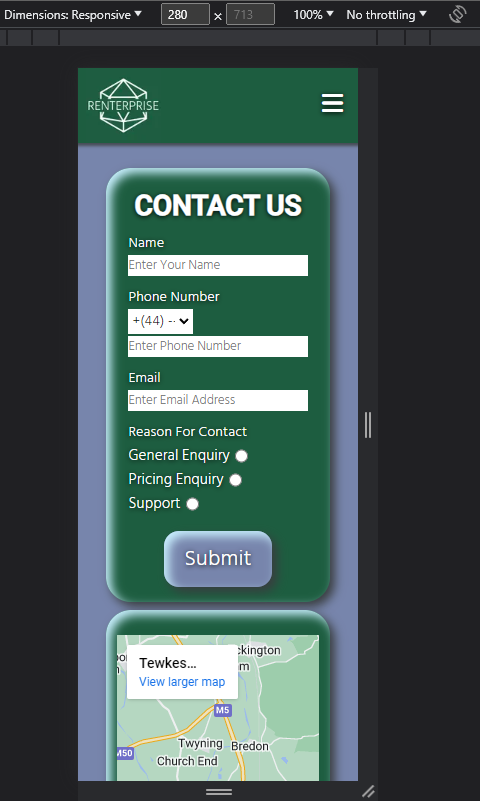 Dimensions: Responsive 280 × 713 100% No throttling
RENTERPRISE
CONTACT US
Name
Enter Your Name
Phone Number
+(44) --
Enter Phone Number
Email
Enter Email Address
Reason For Contact
General Enquiry
Pricing Enquiry
Support
Submit
Tewkes...
View larger map
M5
Twyning
Bredon
M50
Church End